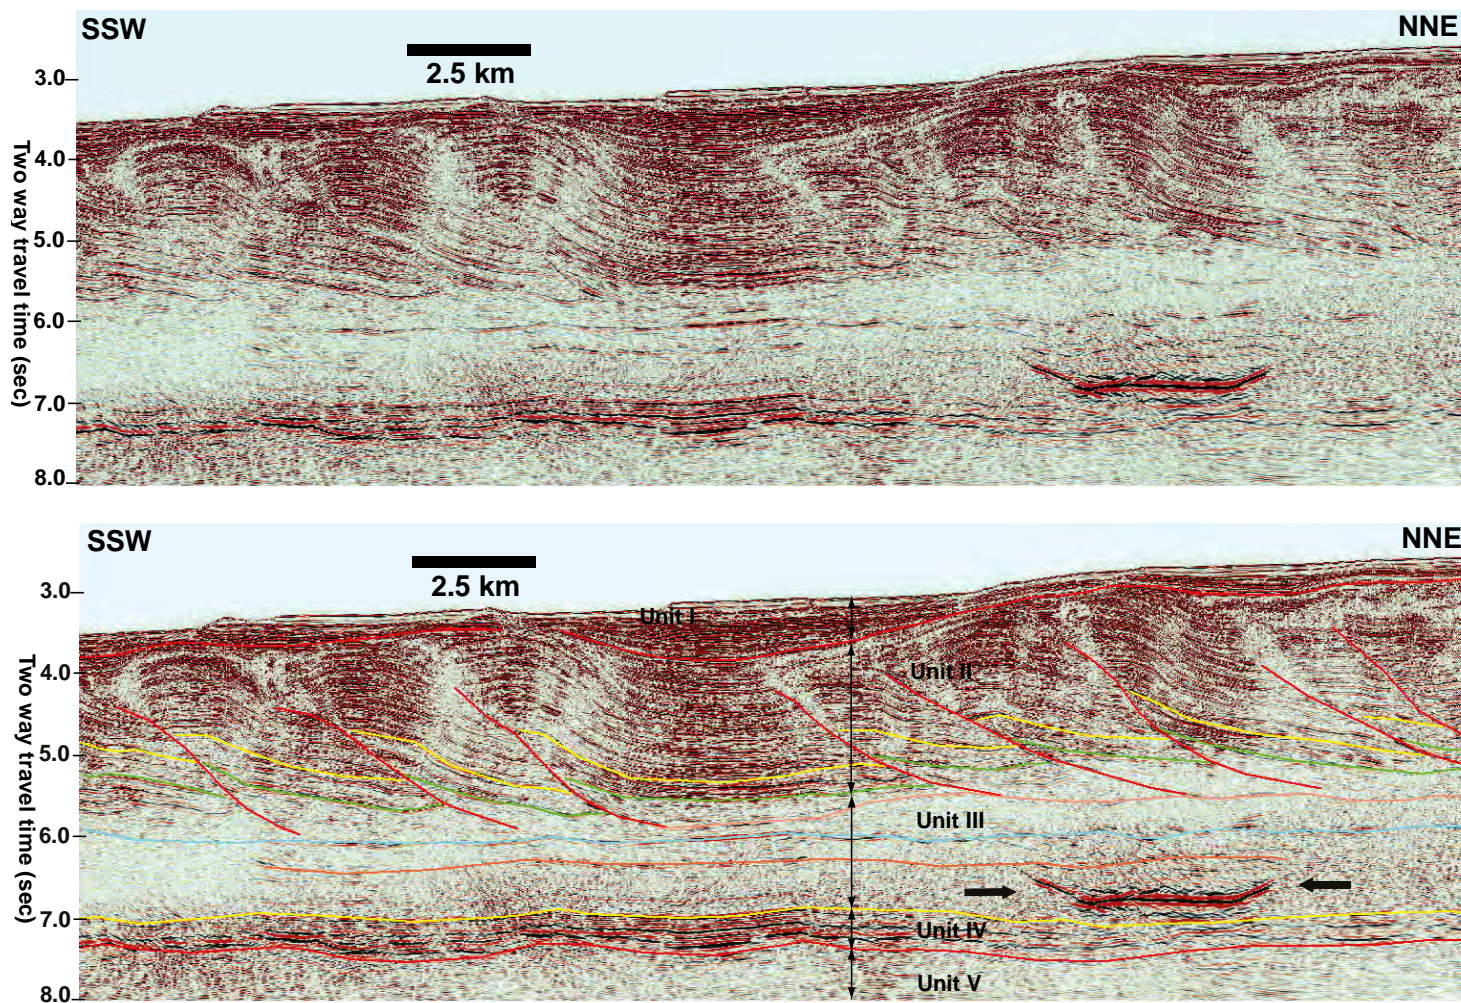 SSW
NNE
2.5 km
3.0
4.0
5.0
6.0
7.0
8.0
Two way travel time (sec)
SSW
NNE
2.5 km
3.0
4.0
5.0
6.0
7.0
8.0
Two way travel time (sec)
Unit I
Unit II
Unit III
Unit IV
Unit V